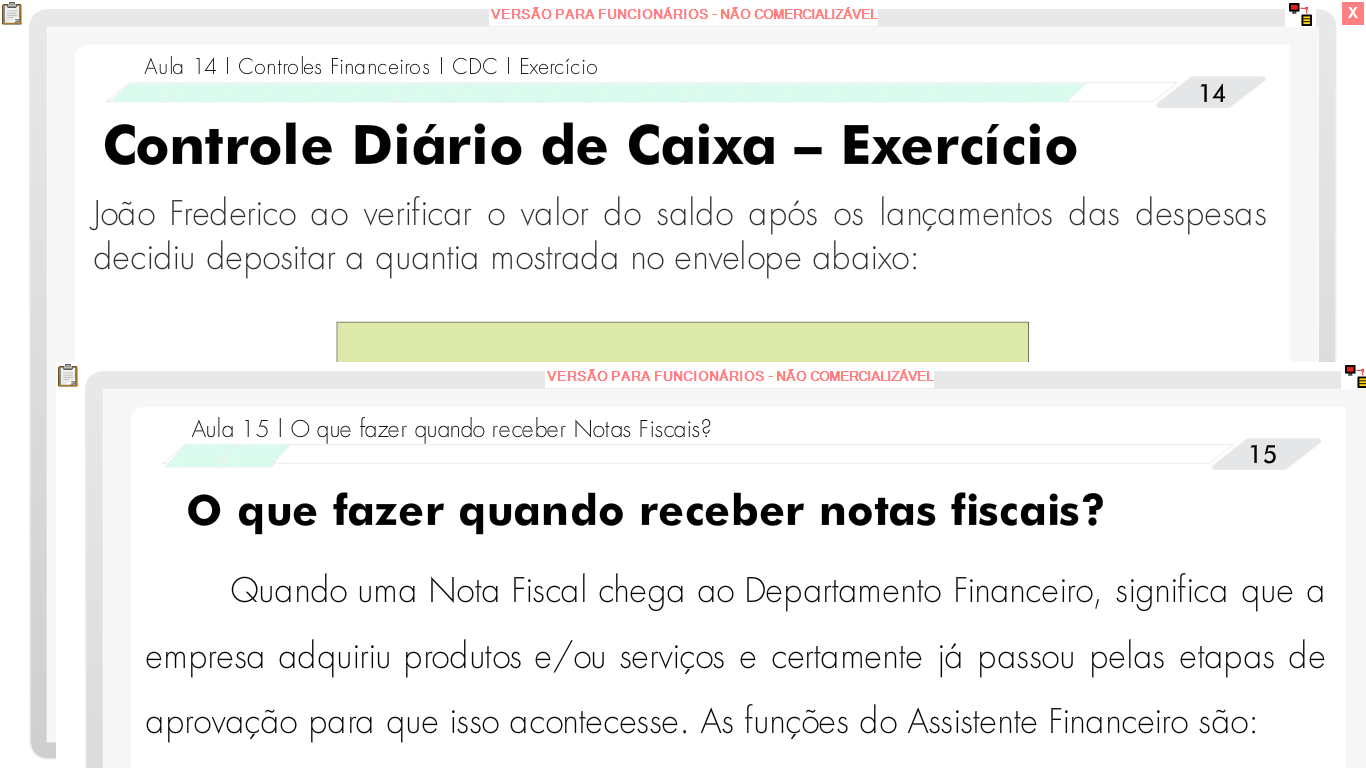 VERSÃO PARA FUNCIONÁRIOS - NÃO COMERCIALIZÁVEL
X
Aula 14 | Controles Financeiros | CDC | Exercício
14
Controle Diário de Caixa – Exercício
João Frederico ao verificar o valor do saldo após os lançamentos das despesas
decidiu depositar a quantia mostrada no envelope abaixo:
VERSÃO PARA FUNCIONÁRIOS - NÃO COMERCIALIZÁVEL
Aula 15 | O que fazer quando receber Notas Fiscais?
15
O que fazer quando receber notas fiscais?
Quando uma Nota Fiscal chega ao Departamento Financeiro, significa que a
empresa adquiriu produtos e/ou serviços e certamente já passou pelas etapas de
aprovação para que isso acontecesse. As funções do Assistente Financeiro são: